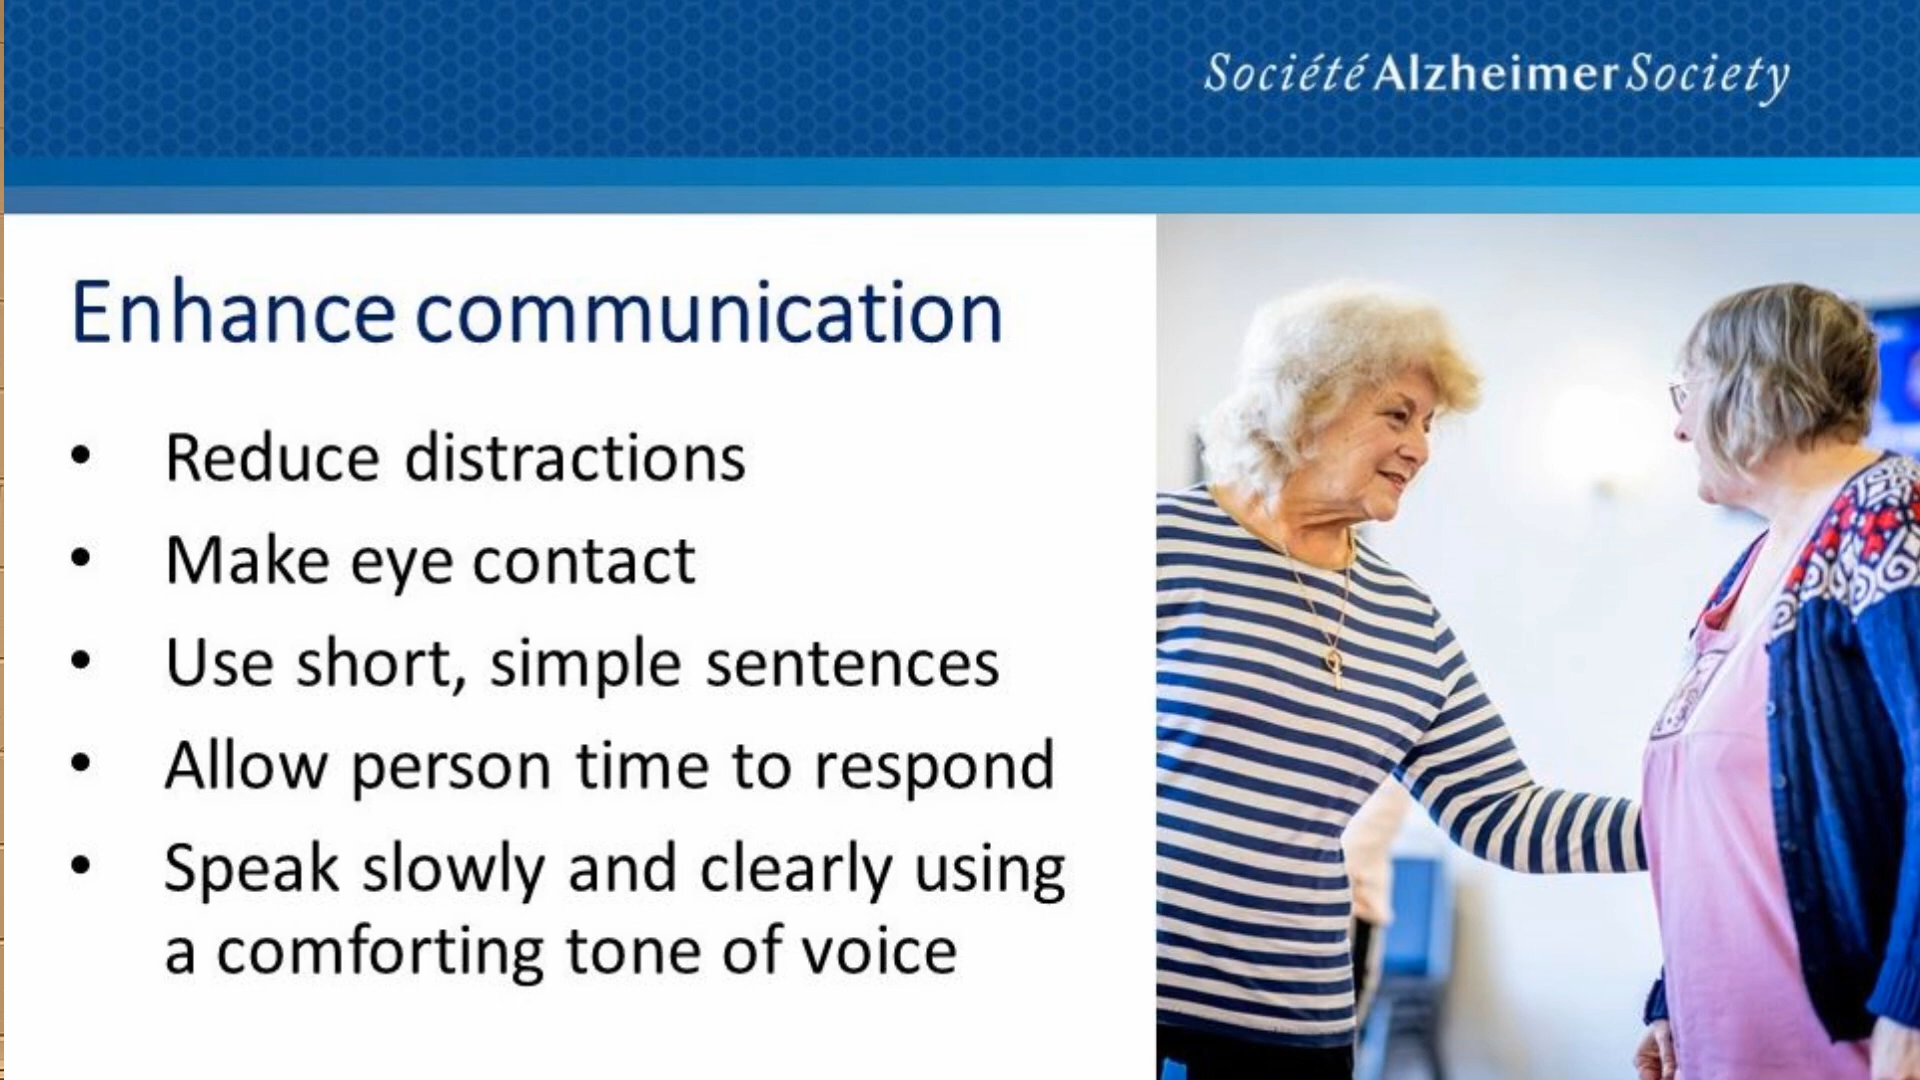 Société Alzheimer Society
Enhance communication
• Reduce distractions
• Make eye contact
• Use short, simple sentences
• Allow person time to respond
• Speak slowly and clearly using
a comforting tone of voice